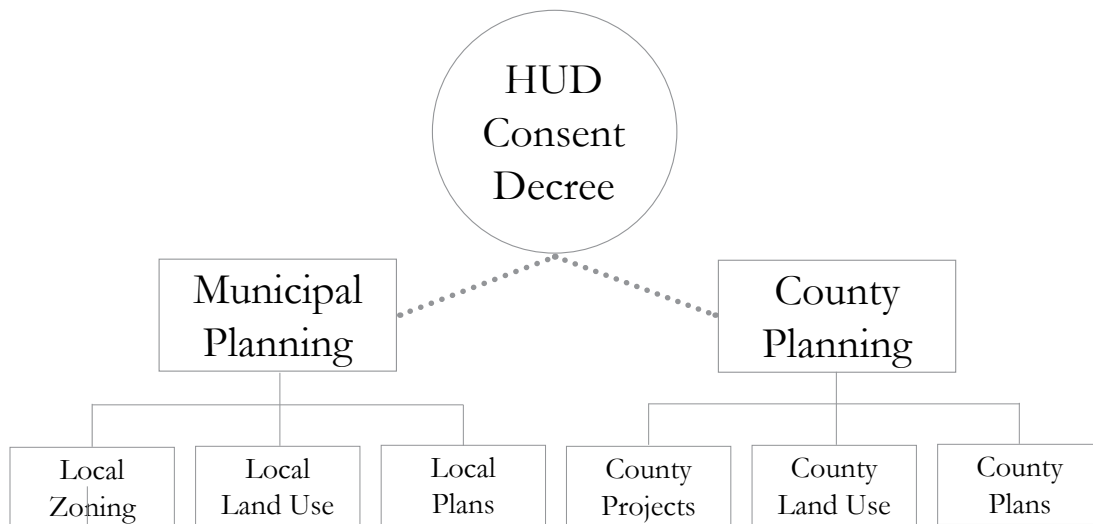 HUD
Consent
Decree
Municipal
Planning
County
Planning
Local
Zoning
Local
Land Use
Local
Plans
County
Projects
County
Land Use
County
Plans